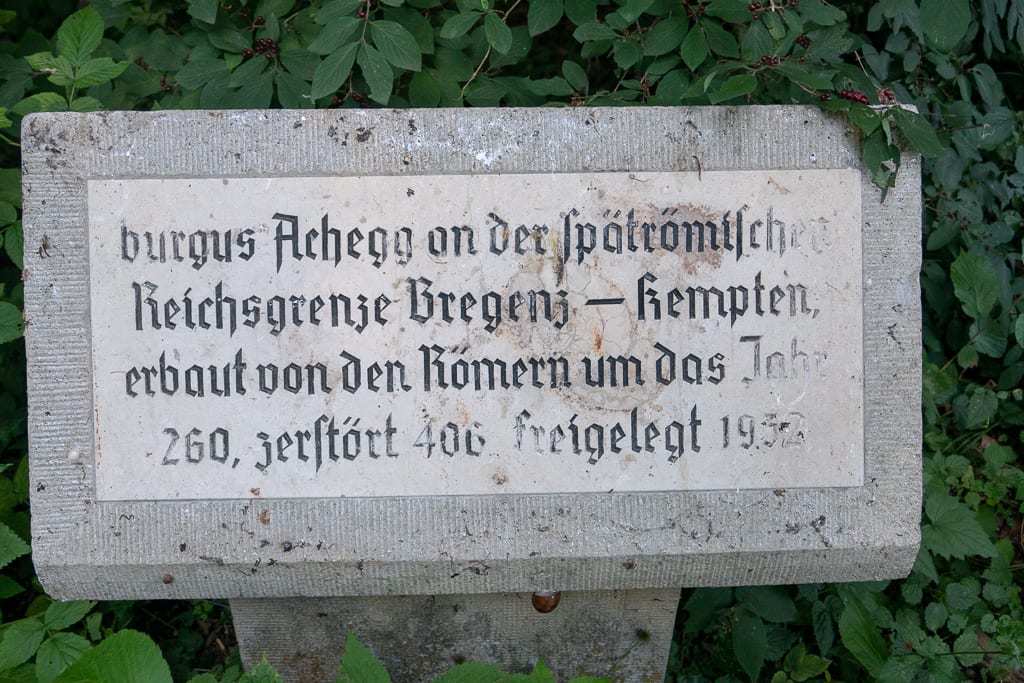 burgus Achegg an der spätrömischen
Reichsgrenze Bregenz – Kempten,
erbaut von den Römern um das Jahr
260, zerstört 406 freigelegt 1932